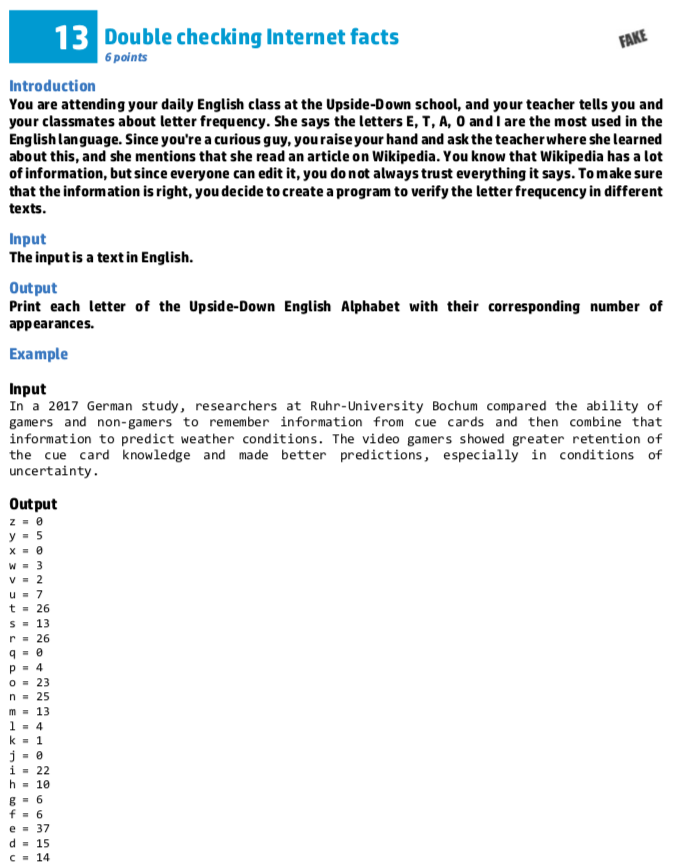 13 Double checking Internet facts
FAKE
6 points
Introduction
You are attending your daily English class at the Upside-Down school, and your teacher tells you and
your classmates about letter frequency. She says the letters E, T, A, O and I are the most used in the
English language. Since you're a curious guy, you raise your hand and ask the teacher where she learned
about this, and she mentions that she read an article on Wikipedia. You know that Wikipedia has a lot
of information, but since everyone can edit it, you do not always trust everything it says. To make sure
that the information is right, you decide to create a program to verify the letter frequcency in different
texts.
Input
The input is a text in English.
Output
Print each letter of the Upside-Down English Alphabet with their corresponding number of
appearances.
Example
Input
In a 2017 German study, researchers at Ruhr-University Bochum compared the ability of
gamers and non-gamers to remember information from cue cards and then combine that
information to predict weather conditions. The video gamers showed greater retention of
the cue card knowledge and made better predictions, especially in conditions of
uncertainty.
Output
z = 0
y = 5
x = 0
w = 3
v = 2
u = 7
t = 26
s = 13
r = 26
q = 0
p = 4
o = 23
n = 25
m = 13
l = 4
k = 1
j = 0
i = 22
h = 10
g = 6
f = 6
e = 37
d = 15
c = 14